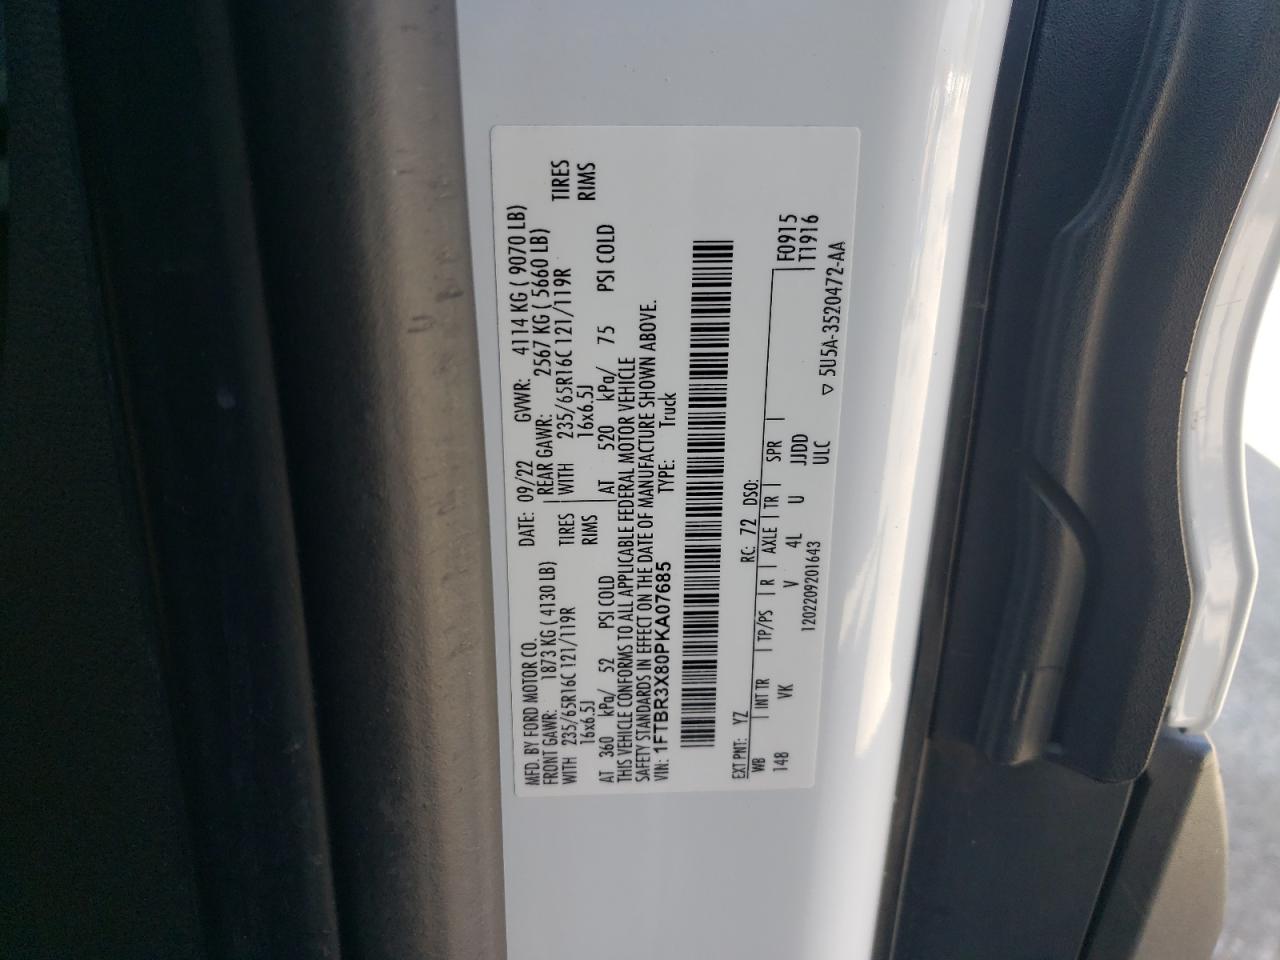 MFD. BY FORD MOTOR CO. DATE: 09/22 GVWR: 4114 KG ( 9070 LB)
FRONT GAWR: 1873 KG ( 4130 LB) REAR GAWR: 2567 KG ( 5660 LB)
WITH 235/65R16C 121/119R TIRES WITH 235/65R16C 121/119R TIRES
16x6.5J RIMS 16x6.5J RIMS
AT 360 kPa/ 52 PSI COLD AT 520 kPa/ 75 PSI COLD
THIS VEHICLE CONFORMS TO ALL APPLICABLE FEDERAL MOTOR VEHICLE
SAFETY STANDARDS IN EFFECT ON THE DATE OF MANUFACTURE SHOWN ABOVE.
VIN: 1FTBR3X80PKA07685 TYPE: Truck
EXT PNT: YZ RC: 72 DSO:
WB INT TR TP/PS R AXLE TR SPR F0915
148 VK V 4L U JJDD T1916
1202209201643 ULC
▽ 5U5A-3520472-AA